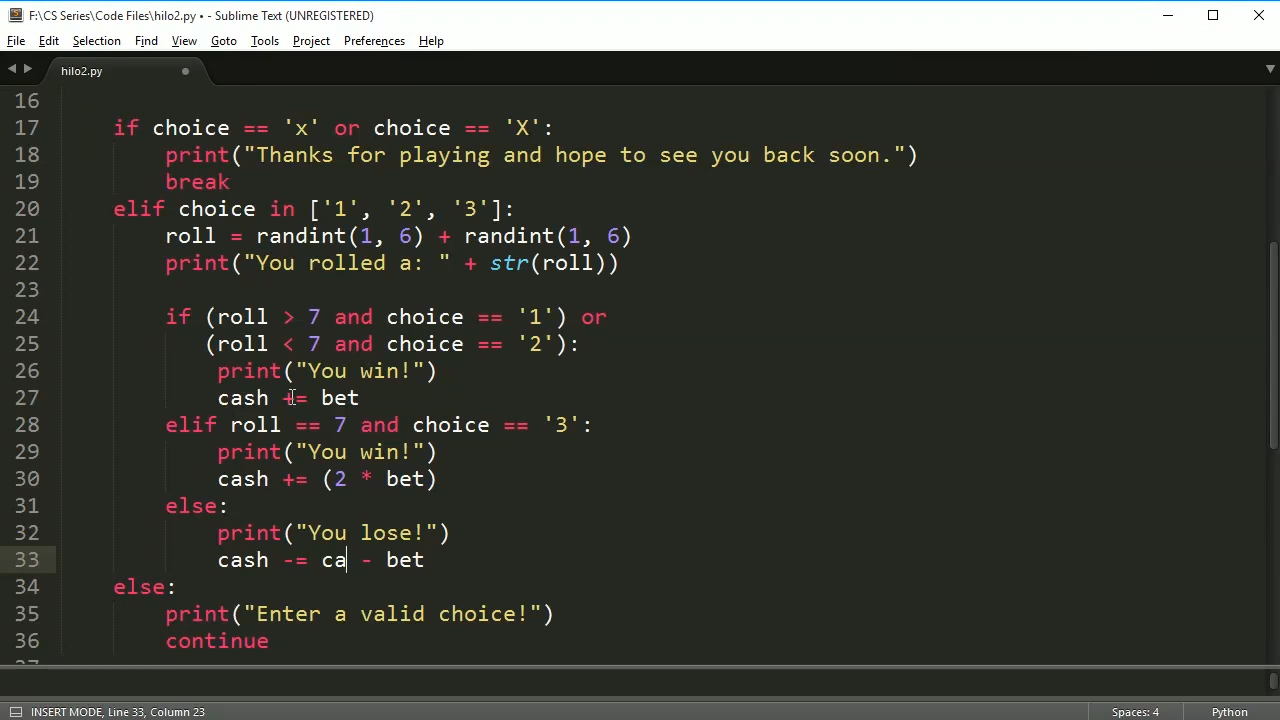 F:\CS Series\Code Files\hilo2.py • - Sublime Text (UNREGISTERED)
File Edit Selection Find View Goto Tools Project Preferences Help
hilo2.py
16
17 if choice == 'x' or choice == 'X':
18 print("Thanks for playing and hope to see you back soon.")
19 break
20 elif choice in ['1', '2', '3']:
21 roll = randint(1, 6) + randint(1, 6)
22 print("You rolled a: " + str(roll))
23
24 if (roll > 7 and choice == '1') or
25 (roll < 7 and choice == '2'):
26 print("You win!")
27 cash += bet
28 elif roll == 7 and choice == '3':
29 print("You win!")
30 cash += (2 * bet)
31 else:
32 print("You lose!")
33 cash -= ca - bet
34 else:
35 print("Enter a valid choice!")
36 continue
37
INSERT MODE, Line 33, Column 23 Spaces: 4 Python